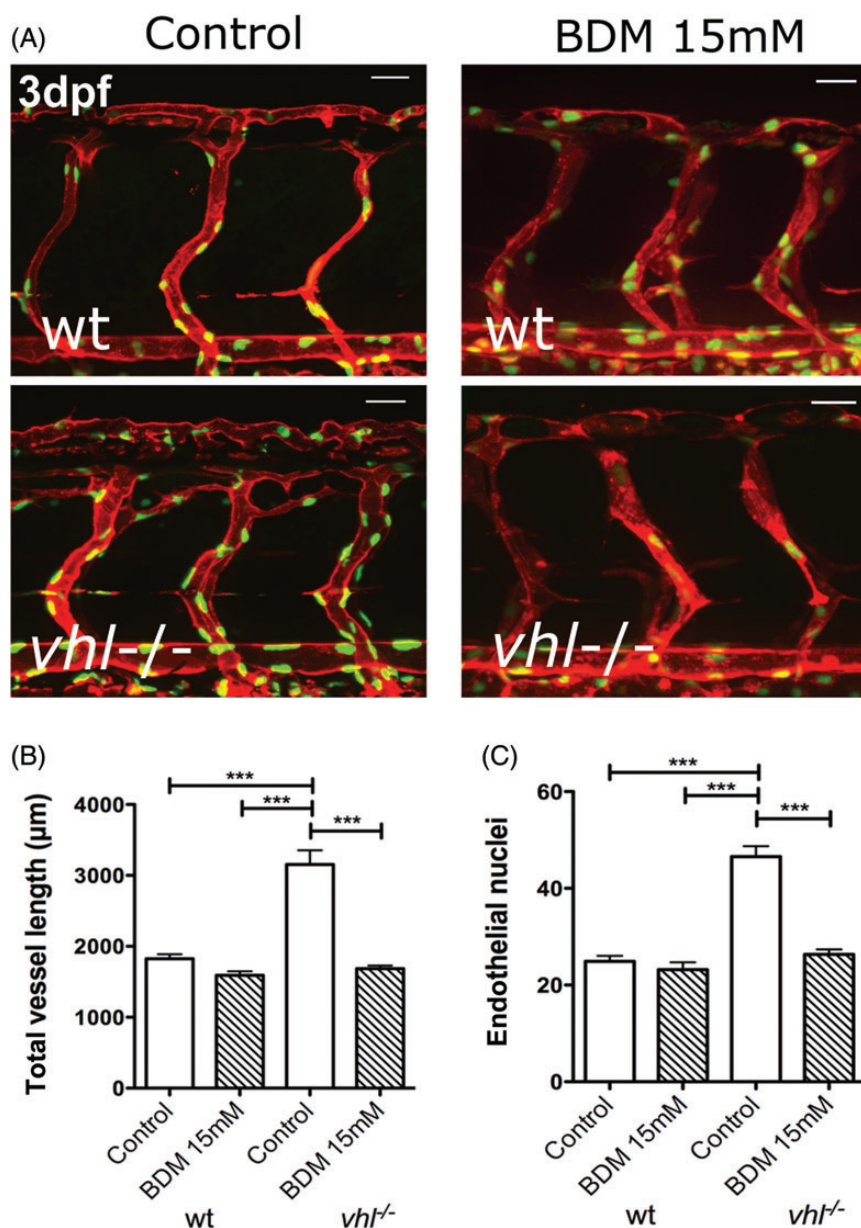 (A) Control BDM 15mM
3dpf
wt wt
vhl-/- vhl-/-
(B) (C)
***
***
***
4000
3000
2000
1000
0
Total vessel length (µm)
Control
BDM 15mM
Control
BDM 15mM
wt vhl-/-
***
***
***
60
40
20
0
Endothelial nuclei
Control
BDM 15mM
Control
BDM 15mM
wt vhl-/-